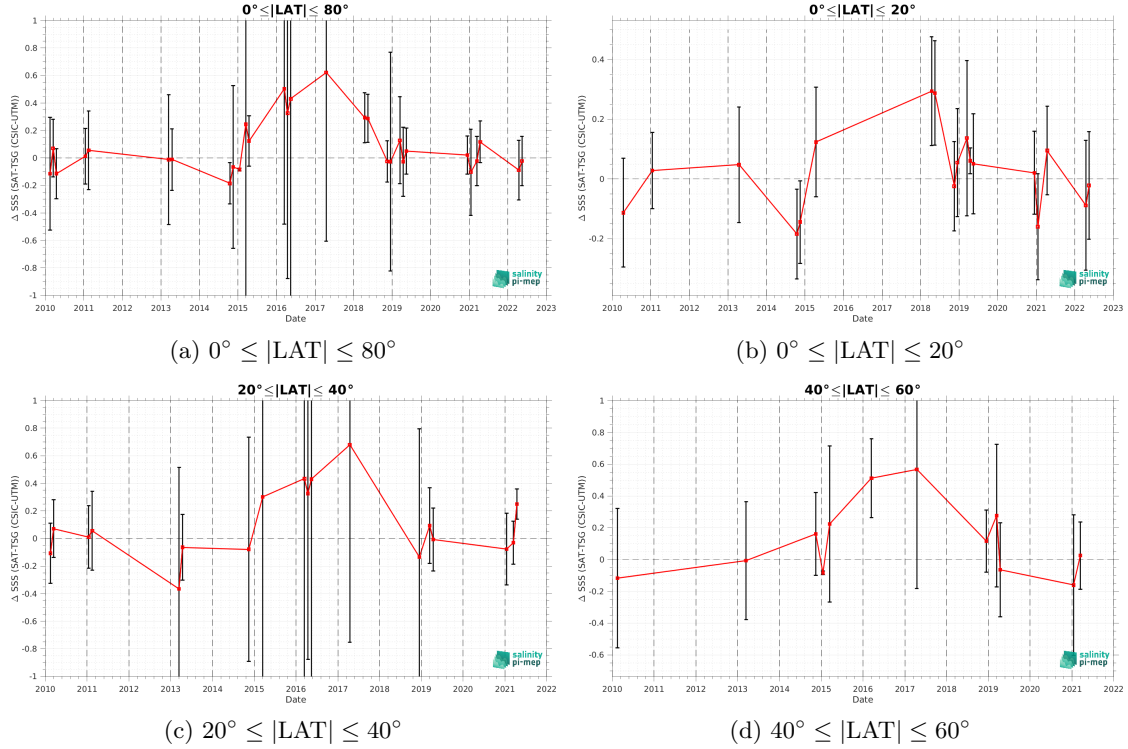 0°≤|LAT|≤ 80°
Δ SSS (SAT-TSG (CSIC-UTM))
1
0.8
0.6
0.4
0.2
0
-0.2
-0.4
-0.6
-0.8
-1
2010 2011 2012 2013 2014 2015 2016 2017 2018 2019 2020 2021 2022 2023
Date
salinity
pi-mep
(a) 0° ≤ |LAT| ≤ 80°
0°≤|LAT|≤ 20°
Δ SSS (SAT-TSG (CSIC-UTM))
0.4
0.2
0
-0.2
2010 2011 2012 2013 2014 2015 2016 2017 2018 2019 2020 2021 2022 2023
Date
salinity
pi-mep
(b) 0° ≤ |LAT| ≤ 20°
20°≤|LAT|≤ 40°
Δ SSS (SAT-TSG (CSIC-UTM))
1
0.8
0.6
0.4
0.2
0
-0.2
-0.4
-0.6
-0.8
-1
2010 2011 2012 2013 2014 2015 2016 2017 2018 2019 2020 2021 2022
Date
salinity
pi-mep
(c) 20° ≤ |LAT| ≤ 40°
40°≤|LAT|≤ 60°
Δ SSS (SAT-TSG (CSIC-UTM))
1
0.8
0.6
0.4
0.2
0
-0.2
-0.4
-0.6
2010 2011 2012 2013 2014 2015 2016 2017 2018 2019 2020 2021 2022
Date
salinity
pi-mep
(d) 40° ≤ |LAT| ≤ 60°